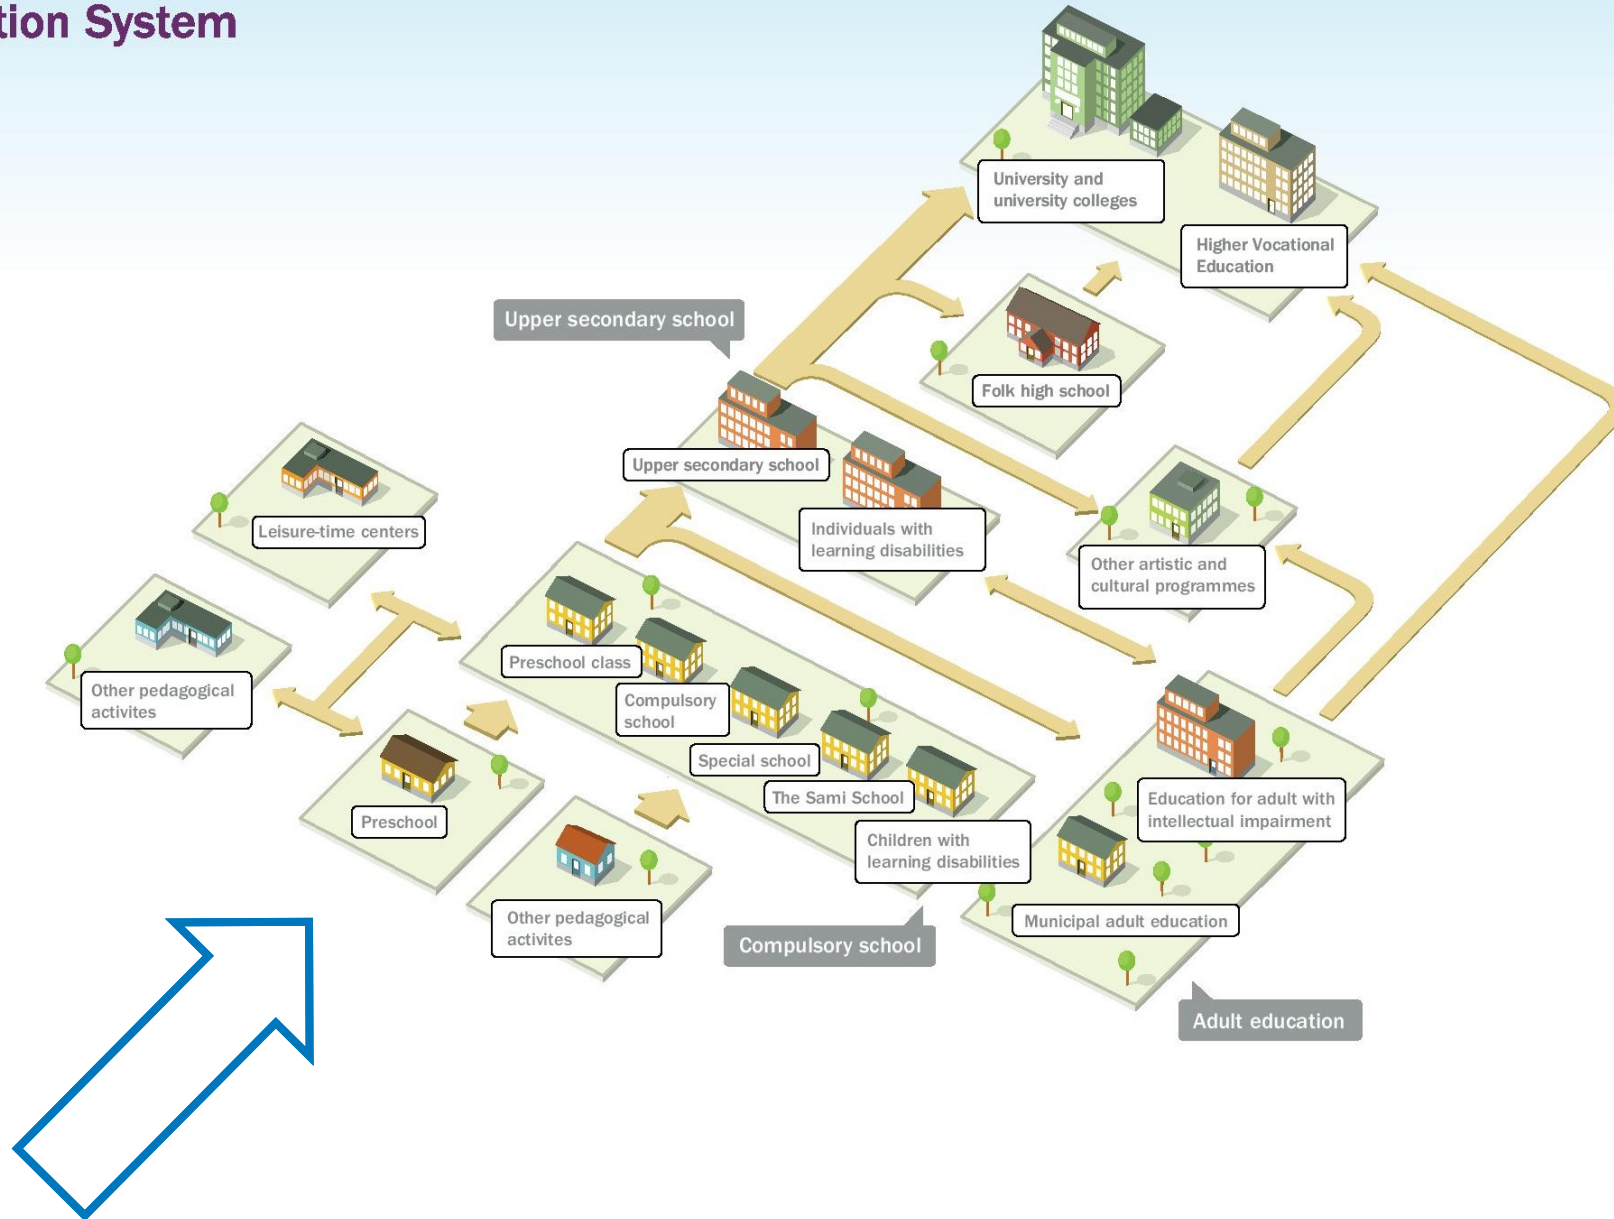 tion System
University and
university colleges
Higher Vocational
Education
Upper secondary school
Folk high school
Upper secondary school
Individuals with
learning disabilities
Other artistic and
cultural programmes
Leisure-time centers
Other pedagogical
activites
Preschool class
Compulsory
school
Special school
The Sami School
Children with
learning disabilities
Preschool
Other pedagogical
activites
Education for adult with
intellectual impairment
Municipal adult education
Compulsory school
Adult education